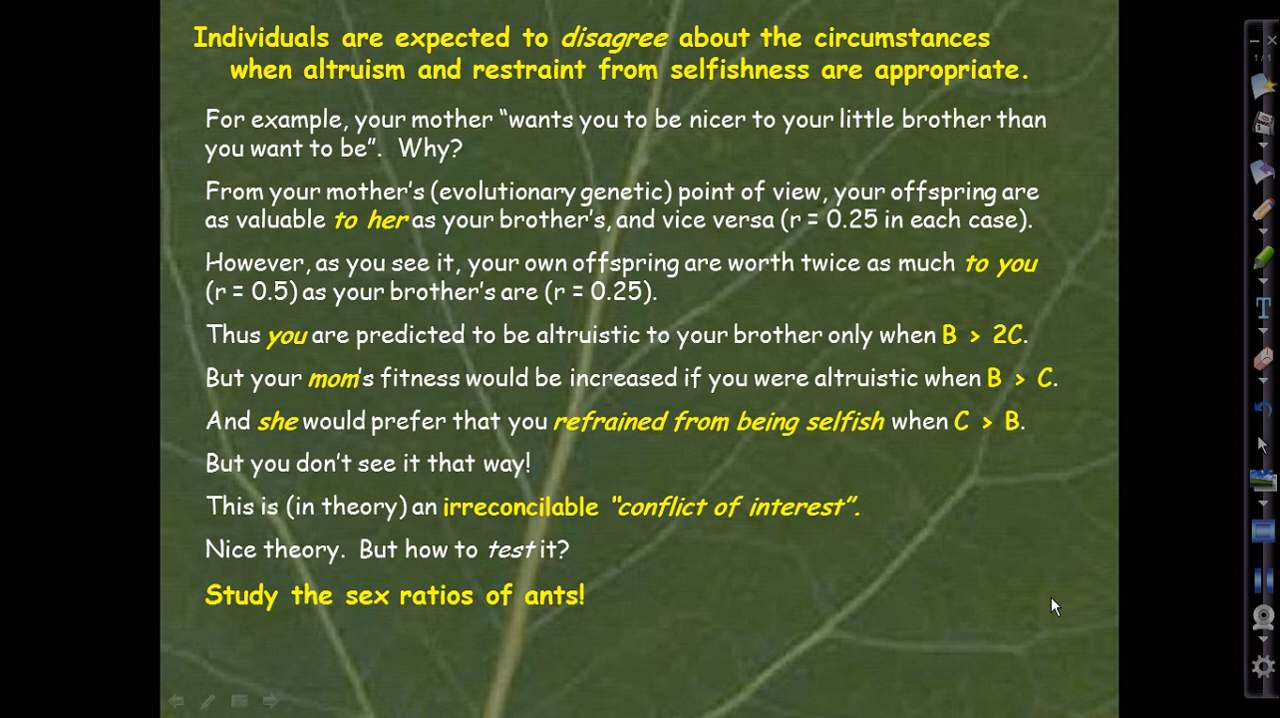 Individuals are expected to disagree about the circumstances
when altruism and restraint from selfishness are appropriate.
For example, your mother “wants you to be nicer to your little brother than
you want to be”. Why?
From your mother’s (evolutionary genetic) point of view, your offspring are
as valuable to her as your brother’s, and vice versa (r = 0.25 in each case).
However, as you see it, your own offspring are worth twice as much to you
(r = 0.5) as your brother’s are (r = 0.25).
Thus you are predicted to be altruistic to your brother only when B > 2C.
But your mom’s fitness would be increased if you were altruistic when B > C.
And she would prefer that you refrained from being selfish when C > B.
But you don’t see it that way!
This is (in theory) an irreconcilable “conflict of interest”.
Nice theory. But how to test it?
Study the sex ratios of ants!
1/1
T